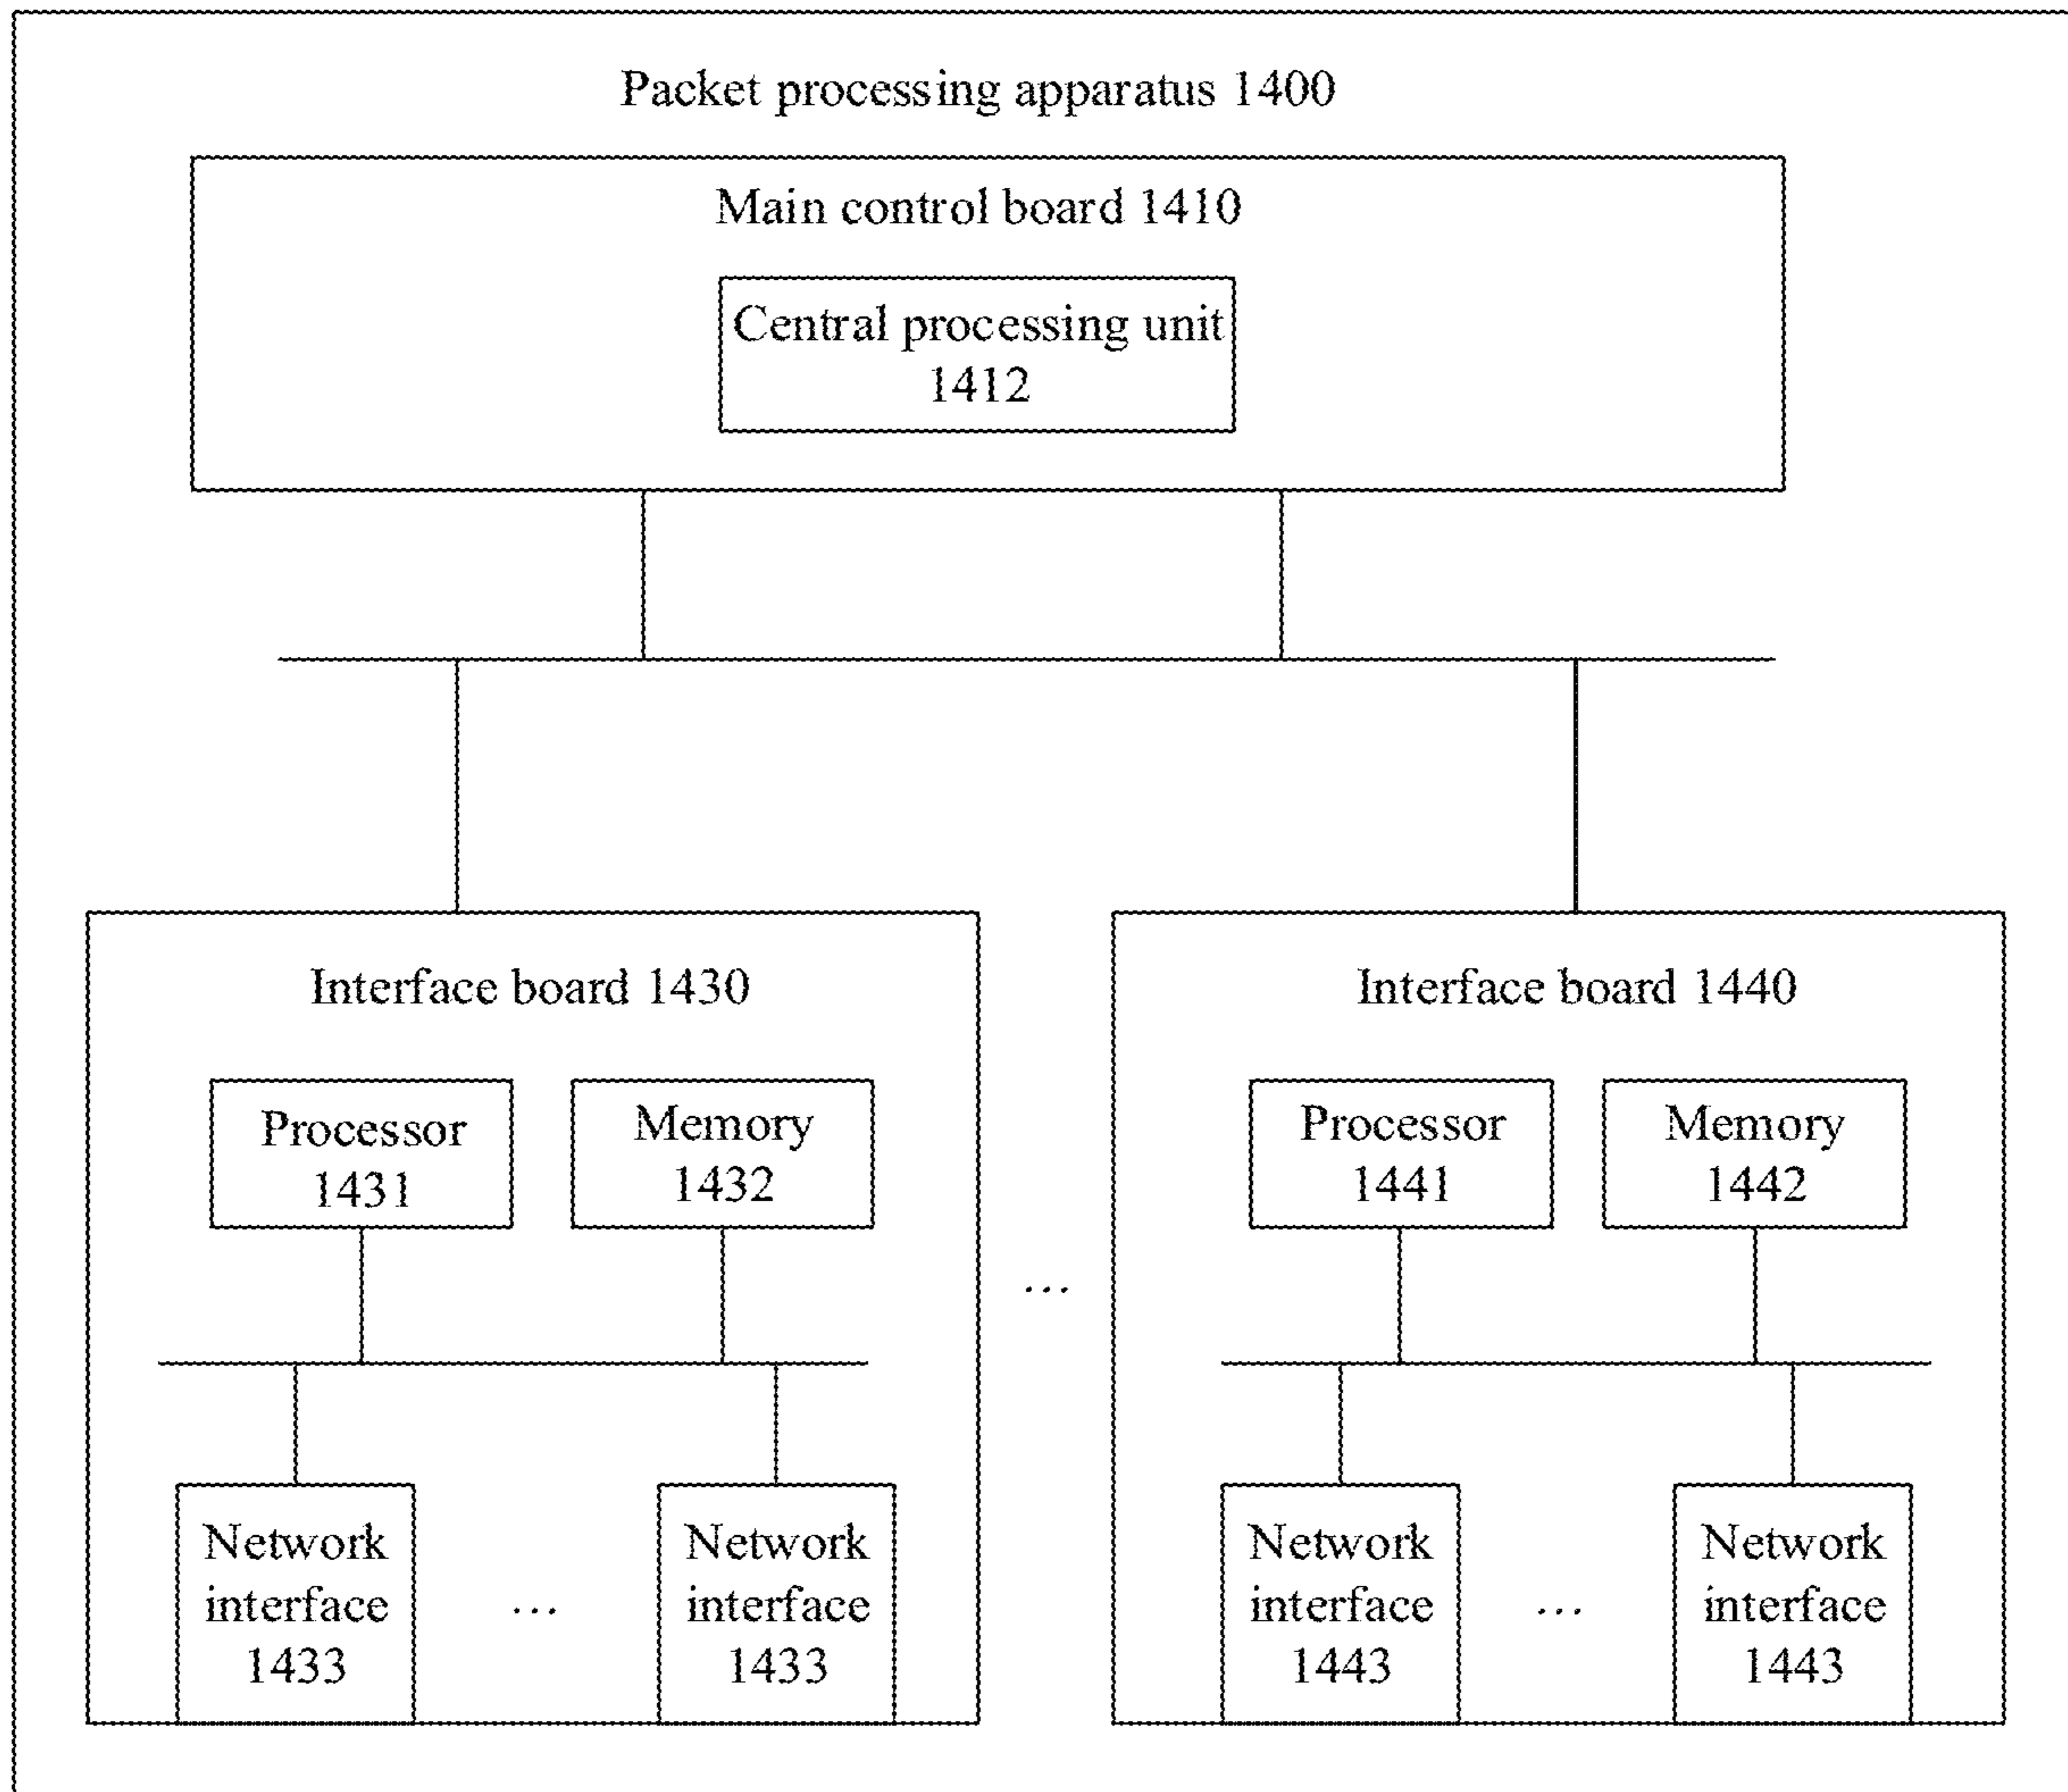 Packet processing apparatus 1400
Main control board 1410
Central processing unit
1412
Interface board 1430
Processor
1431
Memory
1432
Network
interface
1433
...
Network
interface
1433
...
Interface board 1440
Processor
1441
Memory
1442
Network
interface
1443
...
Network
interface
1443